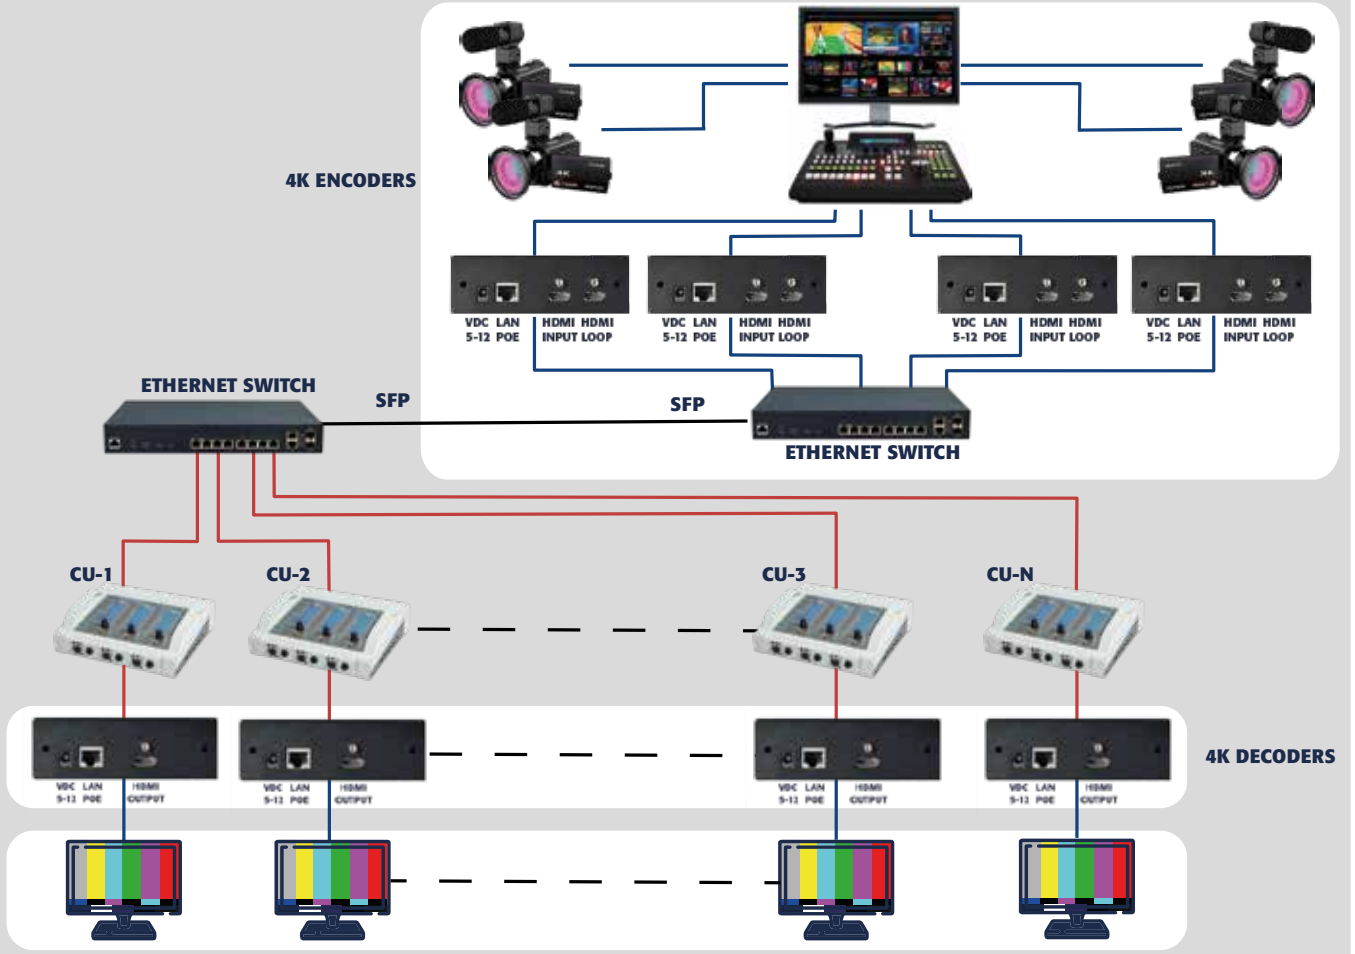 4K ENCODERS
VDC LAN HDMI HDMI
5-12 POE INPUT LOOP
VDC LAN HDMI HDMI
5-12 POE INPUT LOOP
VDC LAN HDMI HDMI
5-12 POE INPUT LOOP
VDC LAN HDMI HDMI
5-12 POE INPUT LOOP
ETHERNET SWITCH
SFP
SFP
ETHERNET SWITCH
CU-1
CU-2
CU-3
CU-N
VDC LAN HDMI
5-12 POE OUTPUT
VDC LAN HDMI
5-12 POE OUTPUT
VDC LAN HDMI
5-12 POE OUTPUT
VDC LAN HDMI
5-12 POE OUTPUT
4K DECODERS